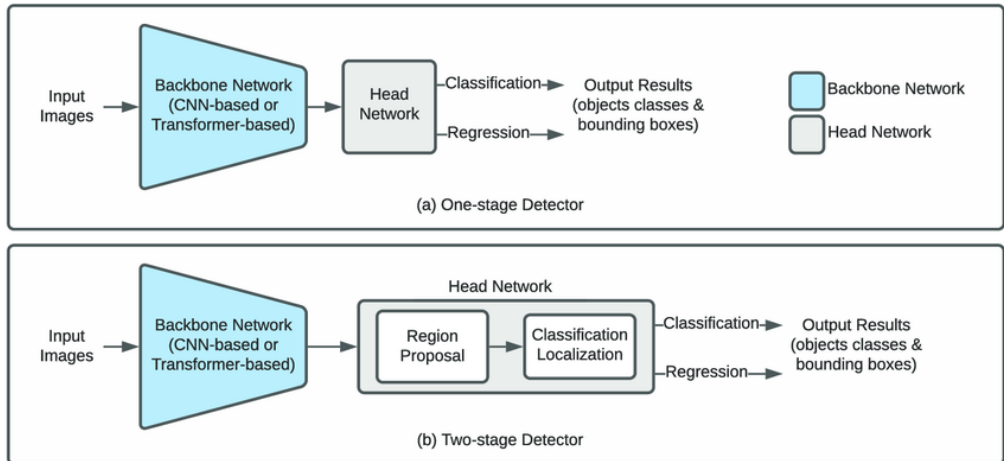 Input
Images
Backbone Network
(CNN-based or
Transformer-based)
Head
Network
Classification
Regression
Output Results
(objects classes &
bounding boxes)
Backbone Network
Head Network
(a) One-stage Detector
Input
Images
Backbone Network
(CNN-based or
Transformer-based)
Head Network
Region
Proposal
Classification
Localization
Classification
Regression
Output Results
(objects classes &
bounding boxes)
(b) Two-stage Detector